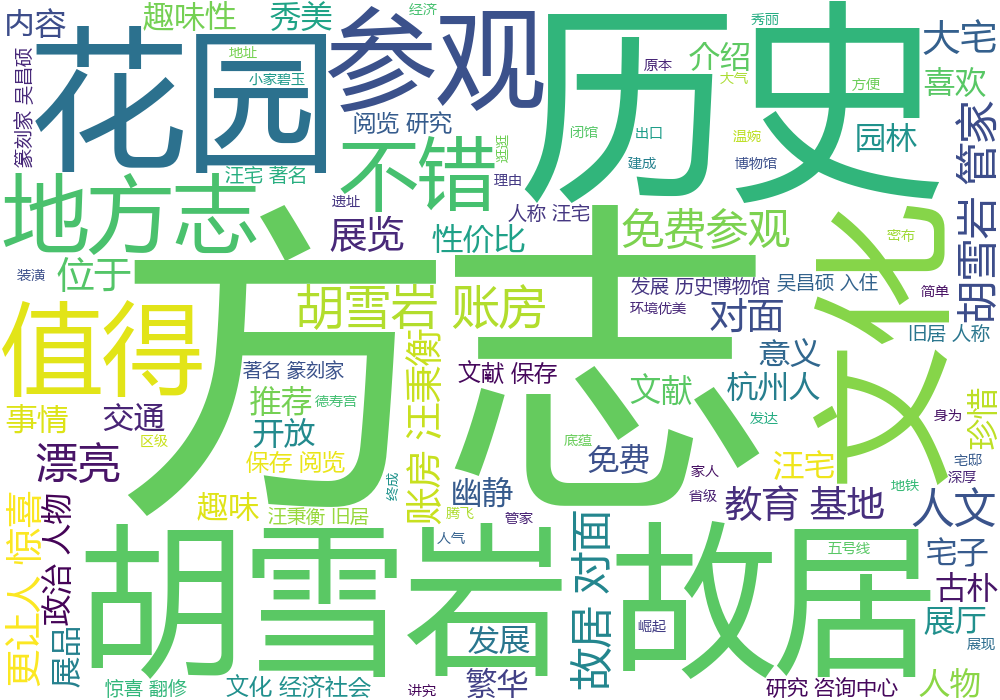 内容
趣味性
秀美
经济
历史
秀丽
大宅
花园
参观
地址
小家碧玉
篆刻家 吴昌硕
原本
介绍
大气
方便
喜欢
阅览 研究
闭馆
出口
温婉
园林
管家
不错
逛逛
建成
博物馆
汪宅 著名
理由
地方志
遗址
人称 汪宅
展览
性价比
免费参观
文化
密布
胡雪岩
位于
装潢
方志
胡雪岩
账房
发展 历史博物馆
吴昌硕 入住
简单
环境优美
对面
旧居 人称
值得
账房 汪秉衡
著名 篆刻家
文献 保存
意义
杭州人
文献
推荐
德寿宫
事情
交通
开放
发达
身为
珍惜
区级
底蕴
漂亮
保存 阅览
免费
汪宅
宅邸
深厚
家人
终成
幽静
省级
地铁
教育 基地
人文
趣味
汪秉衡 旧居
腾飞
管家
更让人 惊喜
政治 人物
胡雪岩
人气
故居 对面
故居
五号线
宅子
古朴
展品
发展
崛起
展厅
展现
惊喜 翻修
文化 经济社会
讲究
繁华
研究 咨询中心
人物